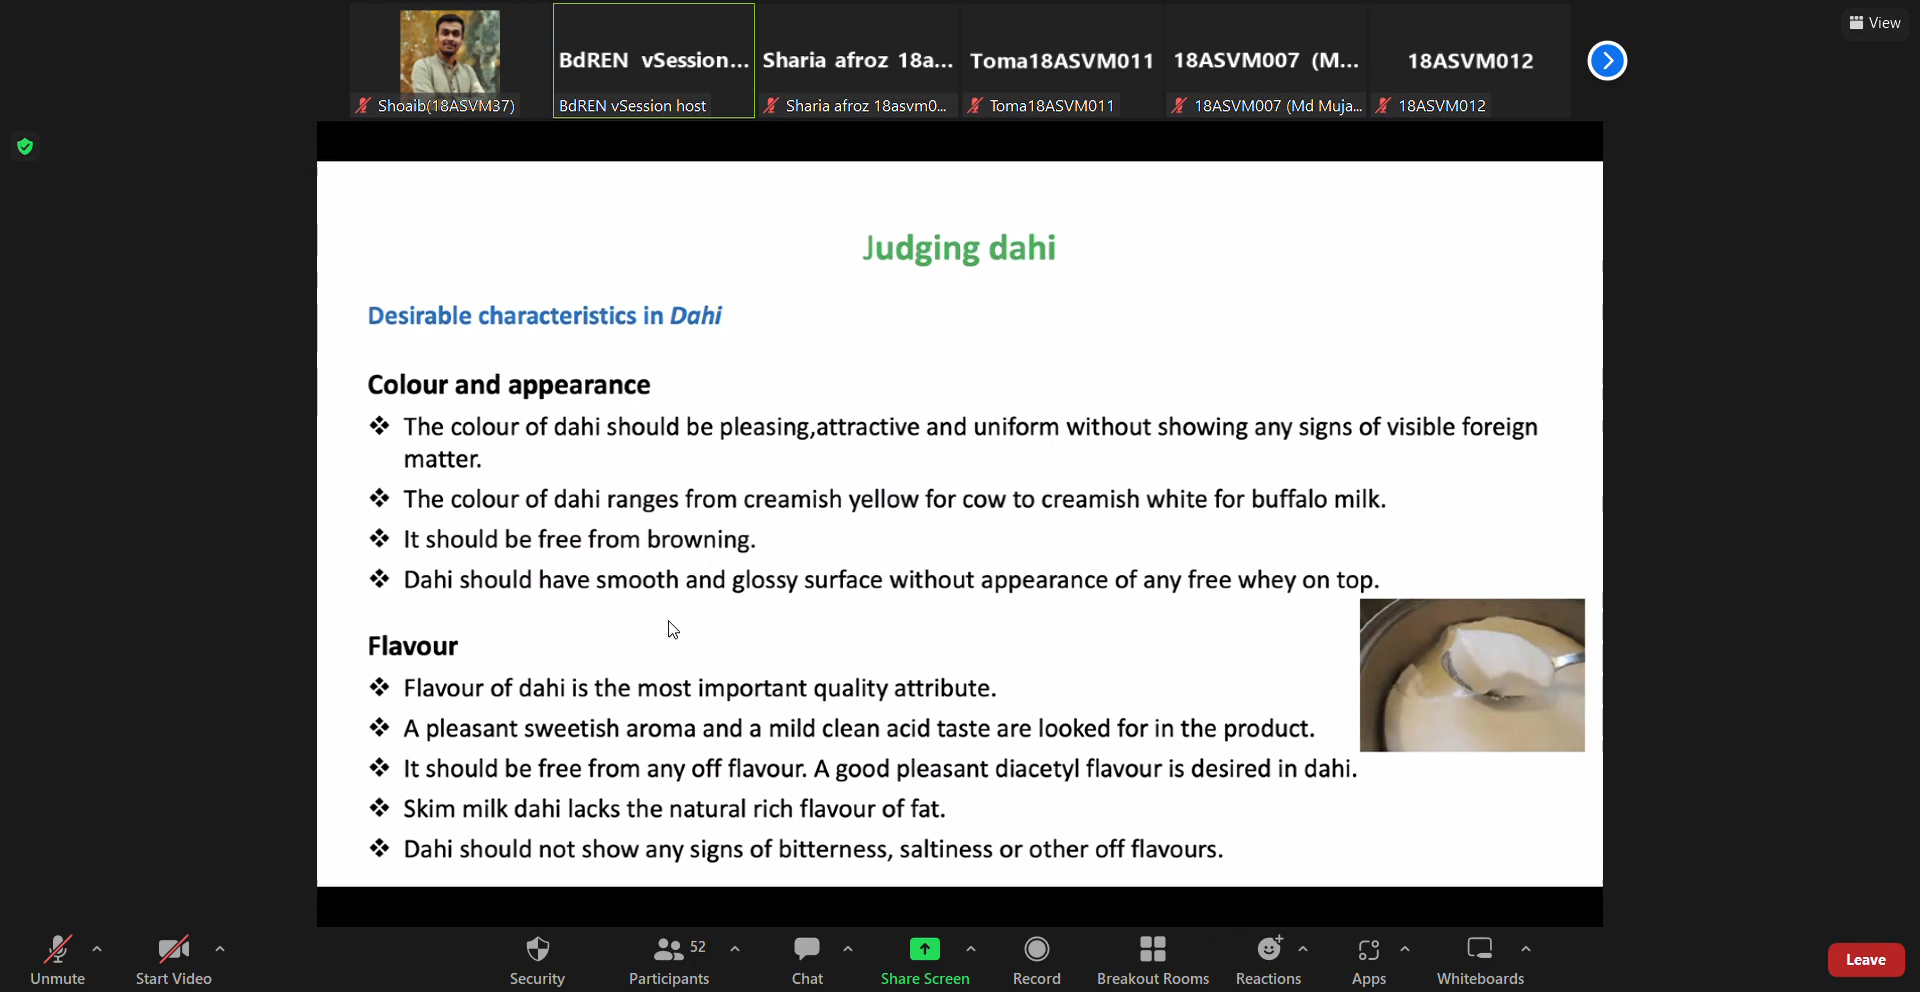 View
BdREN vSession...
Sharia afroz 18a...
Toma18ASVM011
18ASVM007 (M...
18ASVM012
Shoaib(18ASVM37)
BdREN vSession host
Sharia afroz 18asvm0...
Toma18ASVM011
18ASVM007 (Md Muja...
18ASVM012
Judging dahi
Desirable characteristics in Dahi
Colour and appearance
❖ The colour of dahi should be pleasing,attractive and uniform without showing any signs of visible foreign
matter.
❖ The colour of dahi ranges from creamish yellow for cow to creamish white for buffalo milk.
❖ It should be free from browning.
❖ Dahi should have smooth and glossy surface without appearance of any free whey on top.
Flavour
❖ Flavour of dahi is the most important quality attribute.
❖ A pleasant sweetish aroma and a mild clean acid taste are looked for in the product.
❖ It should be free from any off flavour. A good pleasant diacetyl flavour is desired in dahi.
❖ Skim milk dahi lacks the natural rich flavour of fat.
❖ Dahi should not show any signs of bitterness, saltiness or other off flavours.
52
Unmute
Start Video
Security
Participants
Chat
Share Screen
Record
Breakout Rooms
Reactions
Apps
Whiteboards
Leave